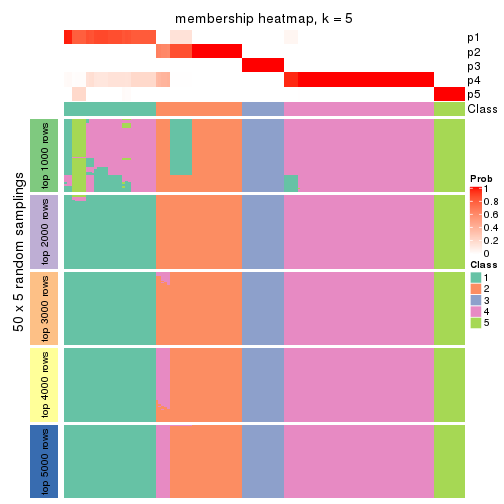 membership heatmap, k = 5
p1
p2
p3
p4
p5
Class
50 x 5 random samplings
top 1000 rows
top 2000 rows
top 3000 rows
top 4000 rows
top 5000 rows
Prob
1
0.8
0.6
0.4
0.2
0
Class
1
2
3
4
5